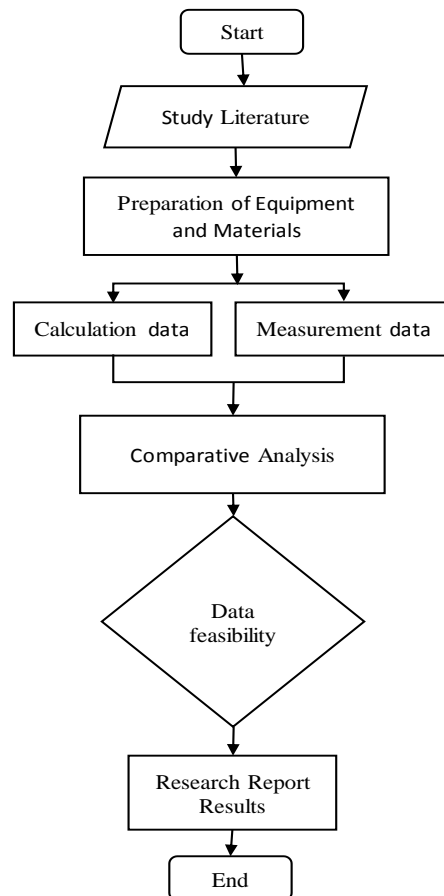 Start
Study Literature
Preparation of Equipment
and Materials
Calculation data
Measurement data
Comparative Analysis
Data
feasibility
Research Report
Results
End